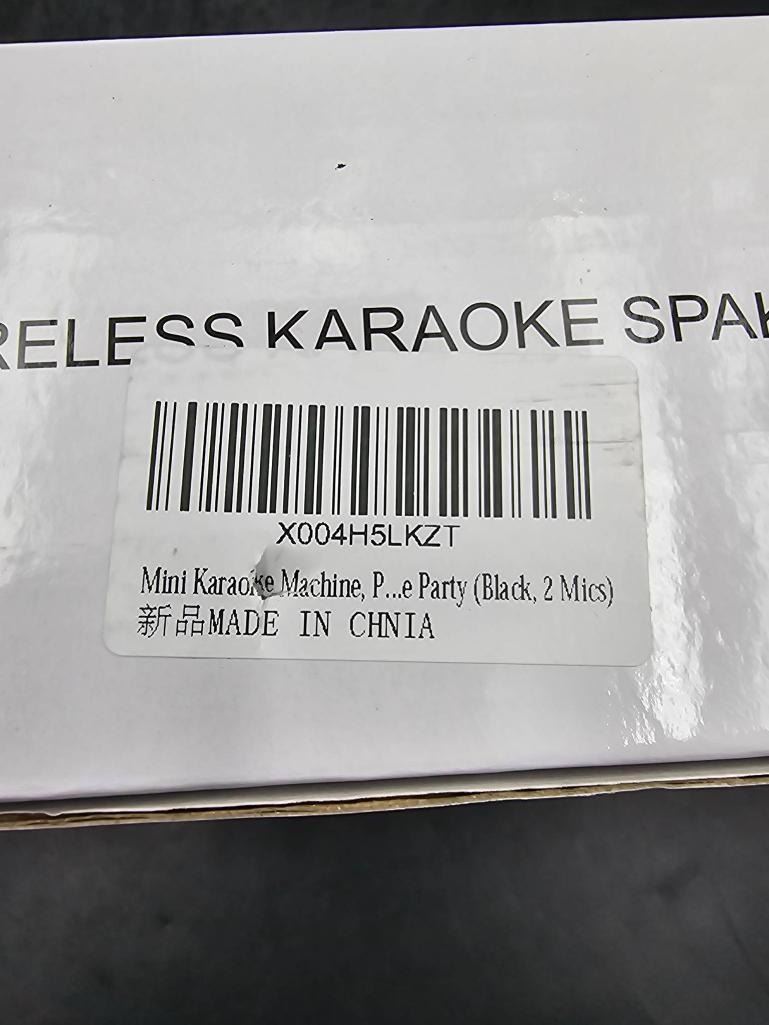 RELESS KARAOKE SPAK
X004H5LKZT
Mini Karaoke Machine, P...e Party (Black, 2 Mics)
新品MADE IN CHNIA